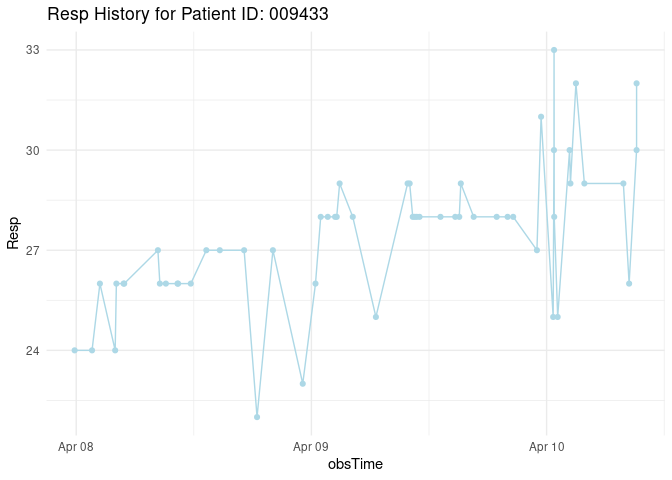 Resp History for Patient ID: 009433
33
30
27
24
Resp
Apr 08
Apr 09
Apr 10
obsTime